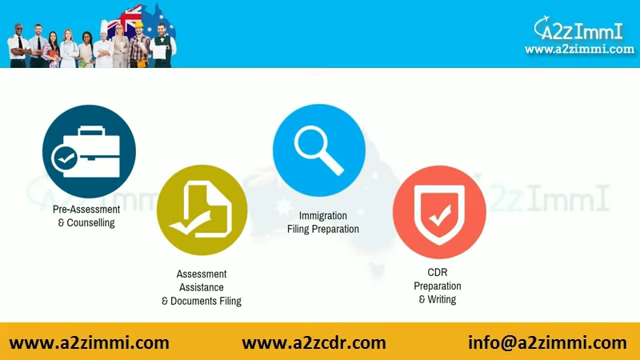 A2zImmI
www.a2zimmi.com
Pre-Assessment
& Counselling
Assessment
Assistance
& Documents Filing
Immigration
Filing Preparation
CDR
Preparation
& Writing
A2zImmI
www.a2zimmi.com
www.a2zcdr.com
info@a2zimmi.com